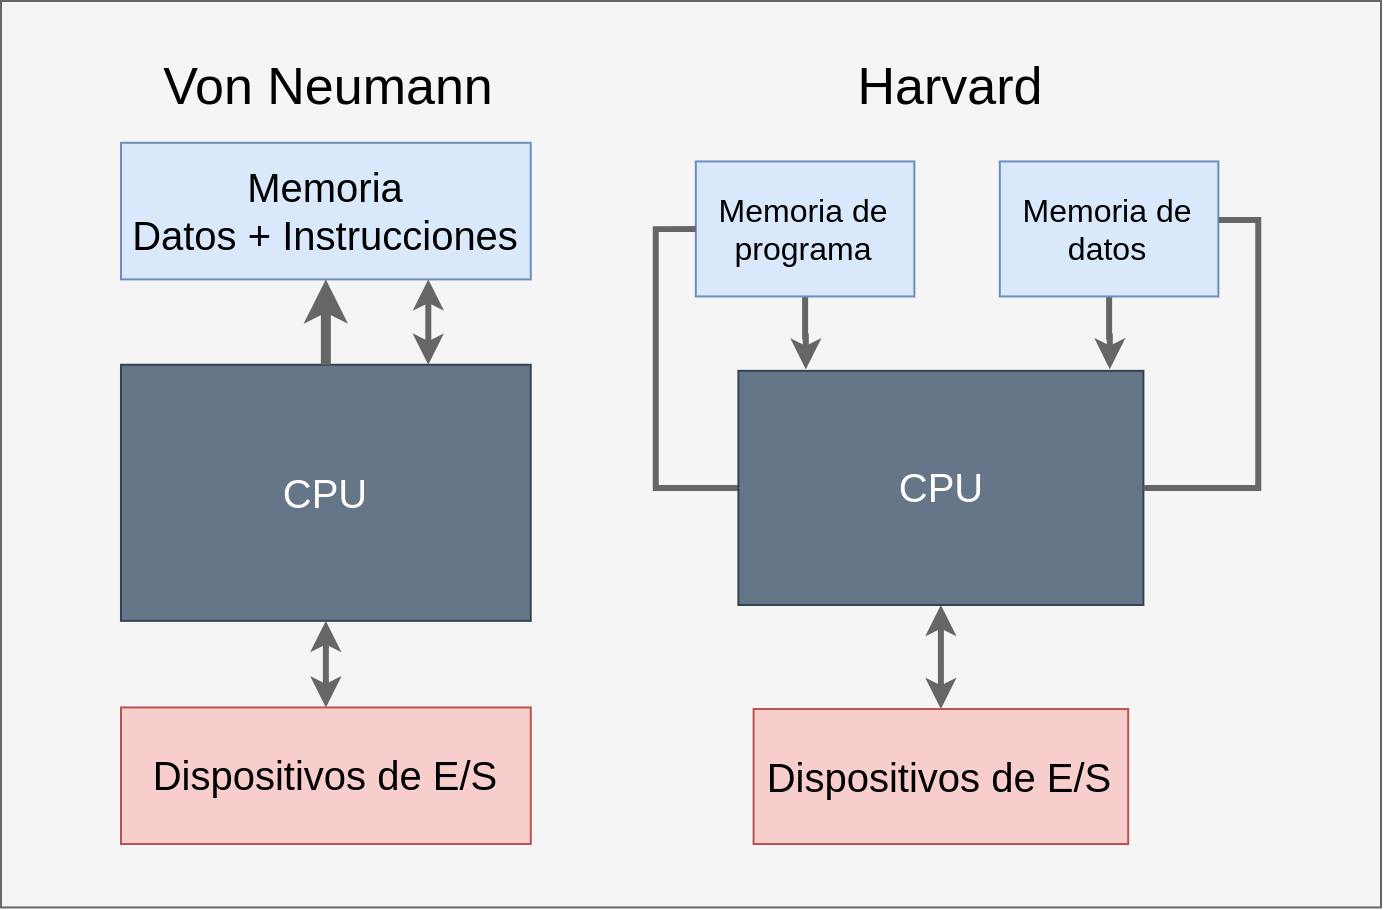 Von Neumann
Memoria
Datos + Instrucciones
CPU
Dispositivos de E/S
Harvard
Memoria de
programa
Memoria de
datos
CPU
Dispositivos de E/S